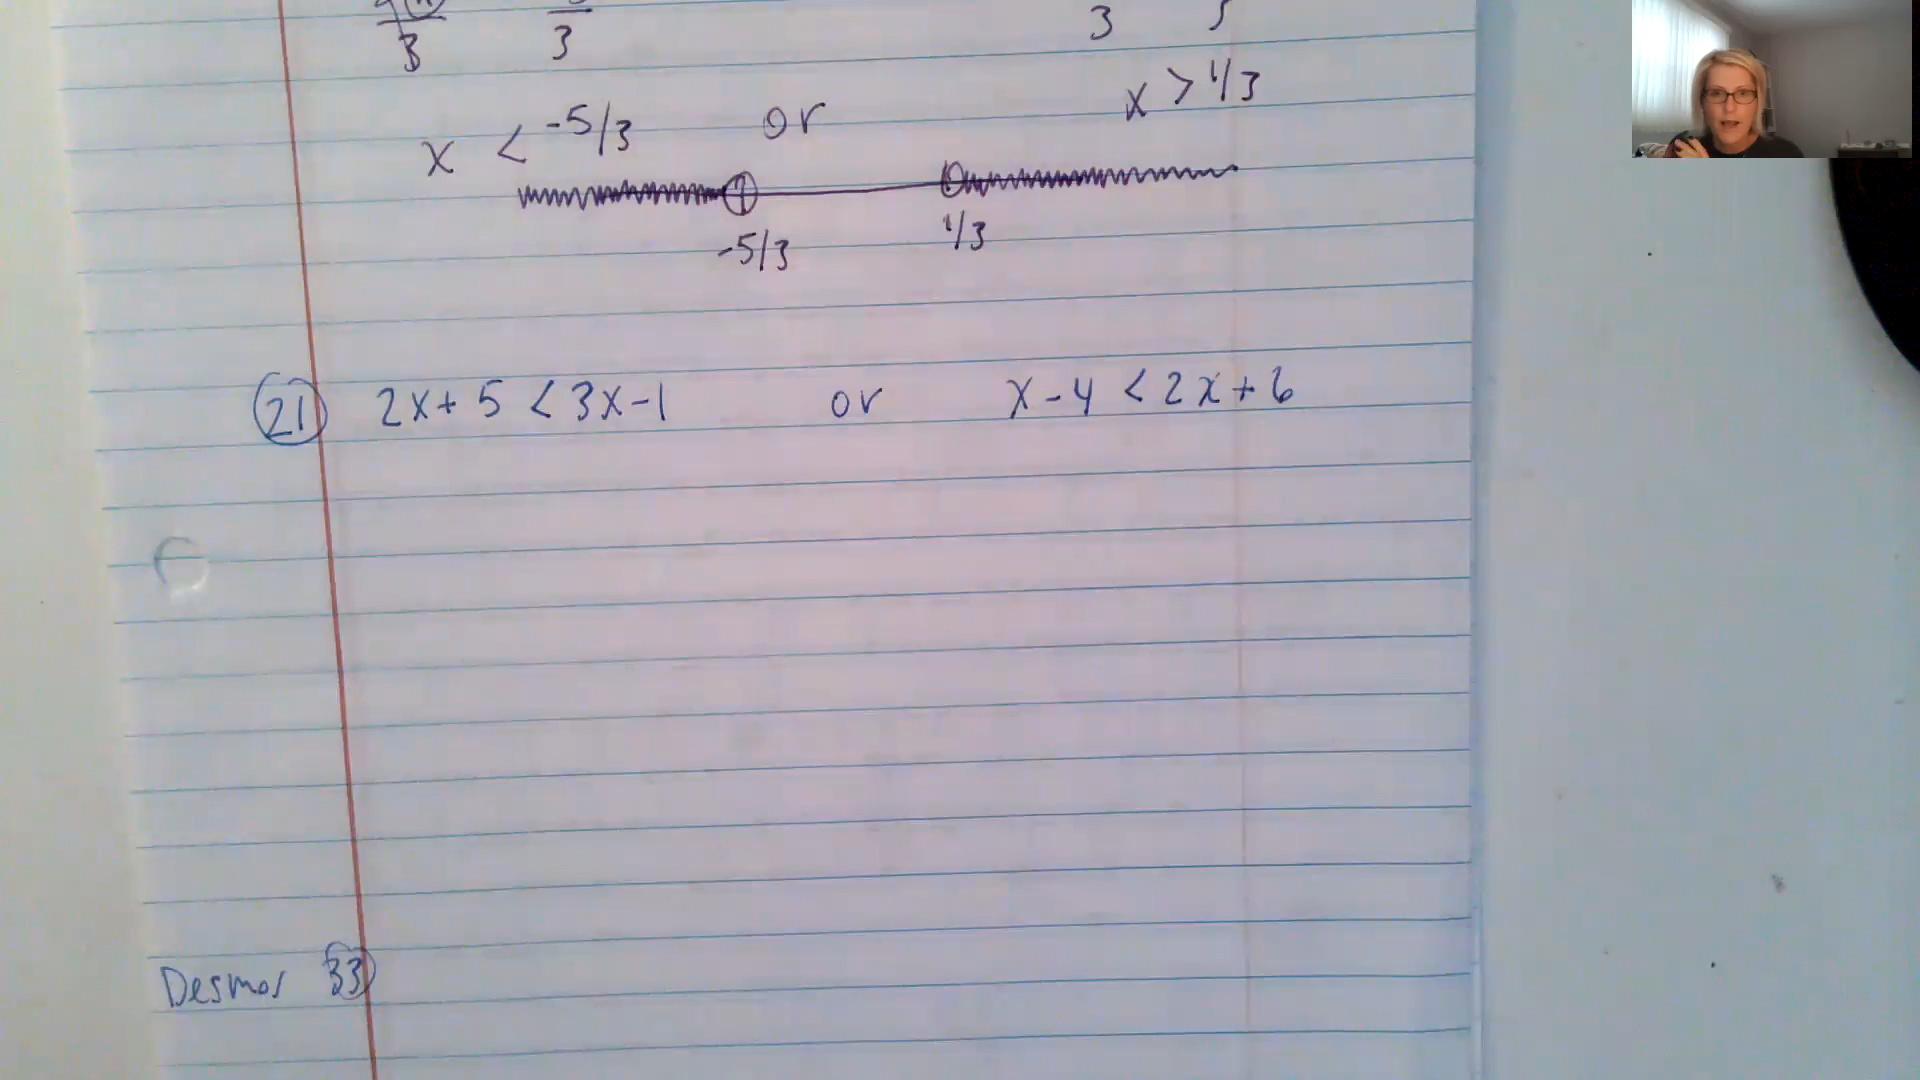 3 3 3
x < -5/3 or x > 1/3
-5/3 1/3
21 2x + 5 < 3x - 1 or x - 4 < 2x + 6
Desmos 33